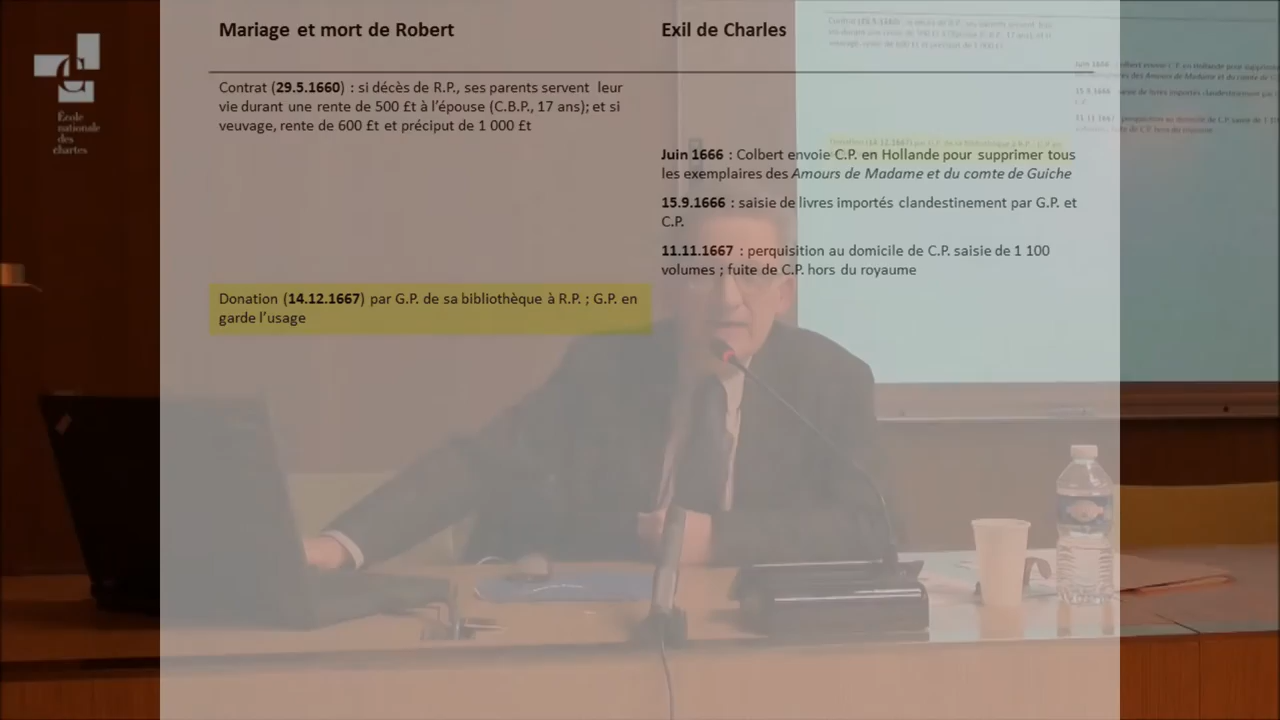 Mariage et mort de Robert
Exil de Charles
École
nationale
des
chartes
Contrat (29.5.1660) : si décès de R.P., ses parents servent leur
vie durant une rente de 500 £t à l'épouse (C.B.P., 17 ans); et si
veuvage, rente de 600 £t et préciput de 1 000 £t
Juin 1666 : Colbert envoie C.P. en Hollande pour supprimer tous
les exemplaires des Amours de Madame et du comte de Guiche
15.9.1666 : saisie de livres importés clandestinement par G.P. et
C.P.
11.11.1667 : perquisition au domicile de C.P. saisie de 1 100
volumes ; fuite de C.P. hors du royaume
Donation (14.12.1667) par G.P. de sa bibliothèque à R.P. ; G.P. en
garde l'usage